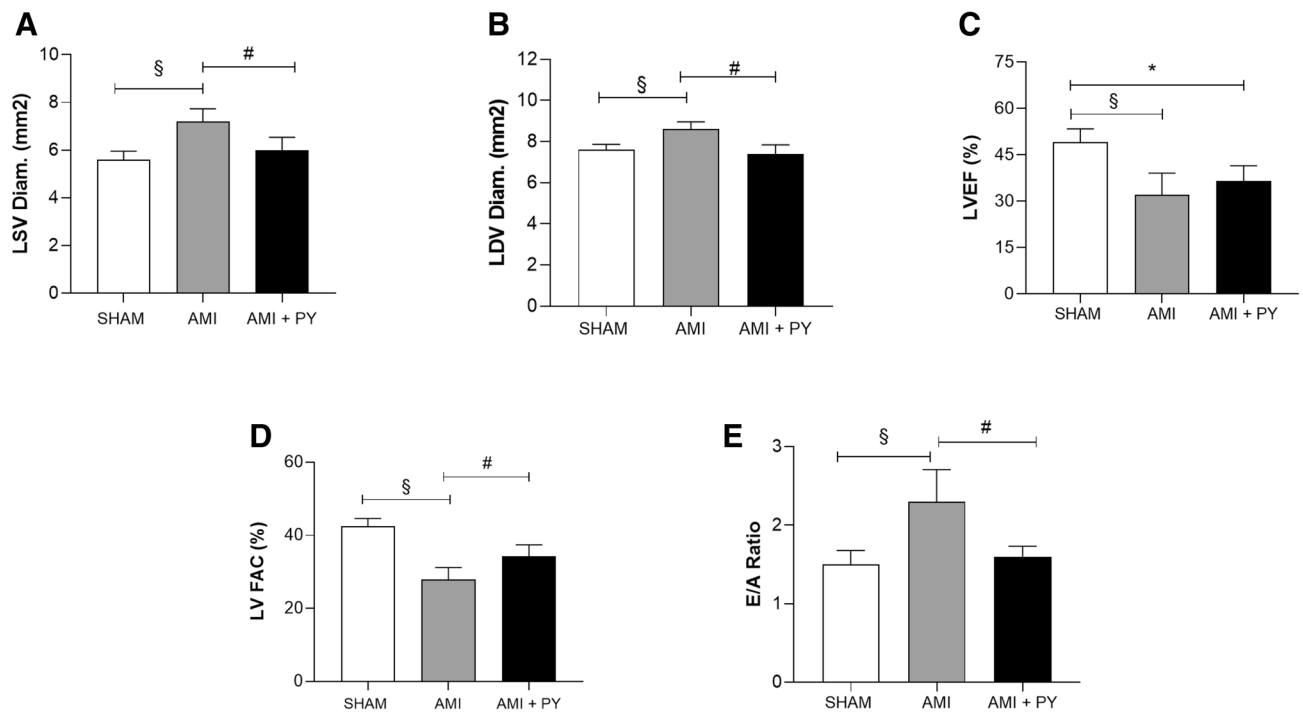 A
LSV Diam. (mm2)
10
8
6
4
2
0
§
#
SHAM AMI AMI + PY
B
LDV Diam. (mm2)
12
10
8
6
4
2
0
§
#
SHAM AMI AMI + PY
C
LVEF (%)
75
60
45
30
15
0
*
§
SHAM AMI AMI + PY
D
LV FAC (%)
60
40
20
0
§
#
SHAM AMI AMI + PY
E
E/A Ratio
3
2
1
0
§
#
SHAM AMI AMI + PY